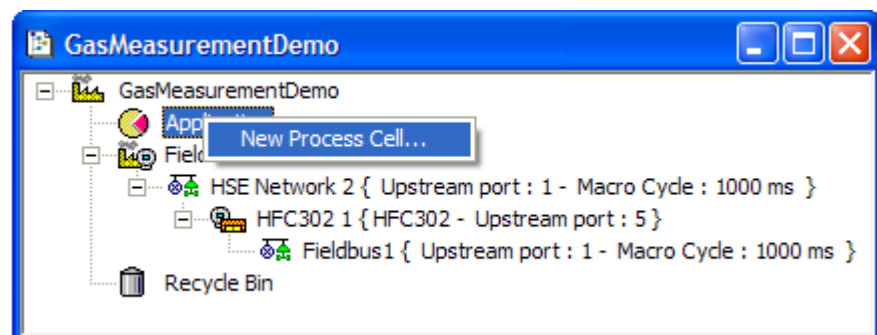 GasMeasurementDemo
GasMeasurementDemo
New Process Cell...
HSE Network 2 { Upstream port : 1 - Macro Cycle : 1000 ms }
HFC302 1 {HFC302 - Upstream port : 5}
Fieldbus1 { Upstream port : 1 - Macro Cycle : 1000 ms }
Recycle Bin